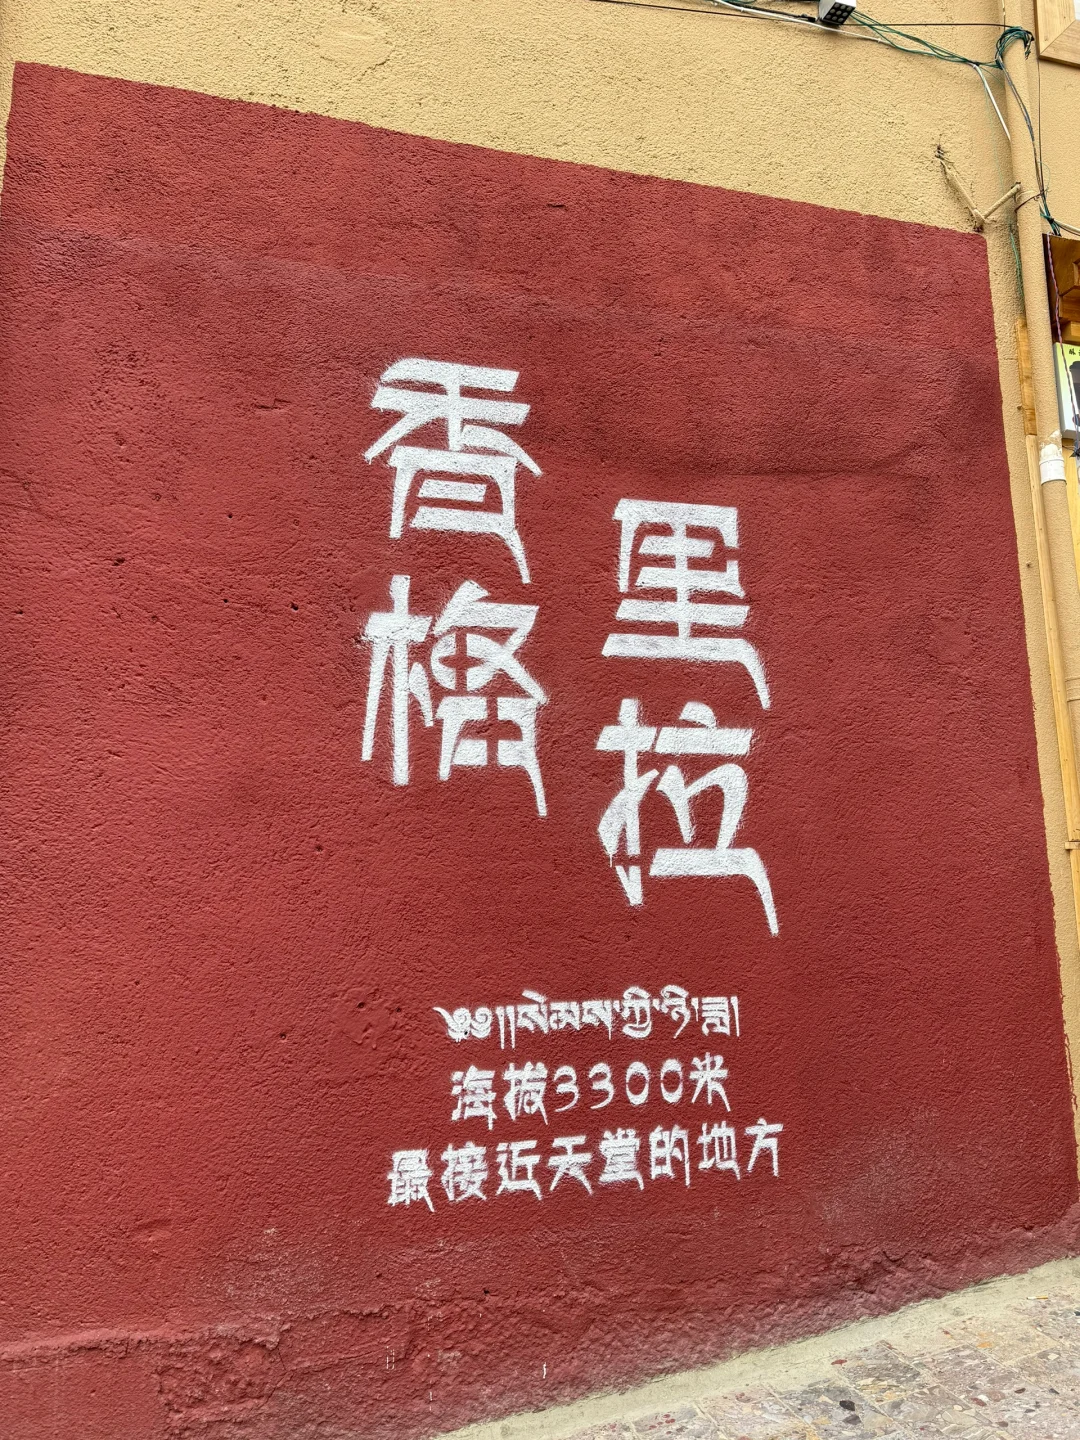 香格
里拉
༄༅།།སེམས་ཀྱི་ཉི་ཟླ།
海拔3300米
最接近天堂的地方